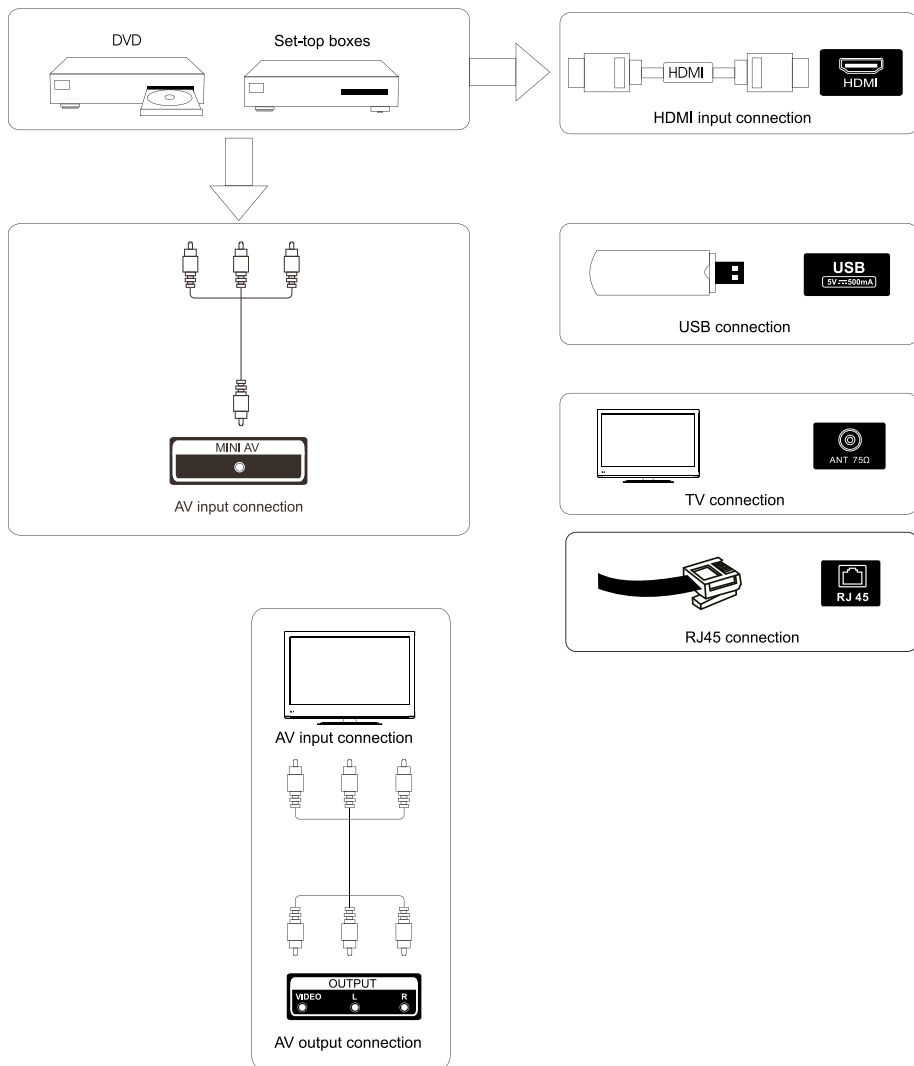 DVD
Set-top boxes
HDMI
HDMI
HDMI input connection
MINI AV
AV input connection
USB
5V⎓500mA
USB connection
ANT 75Ω
TV connection
RJ 45
RJ45 connection
AV input connection
OUTPUT
VIDEO L R
AV output connection